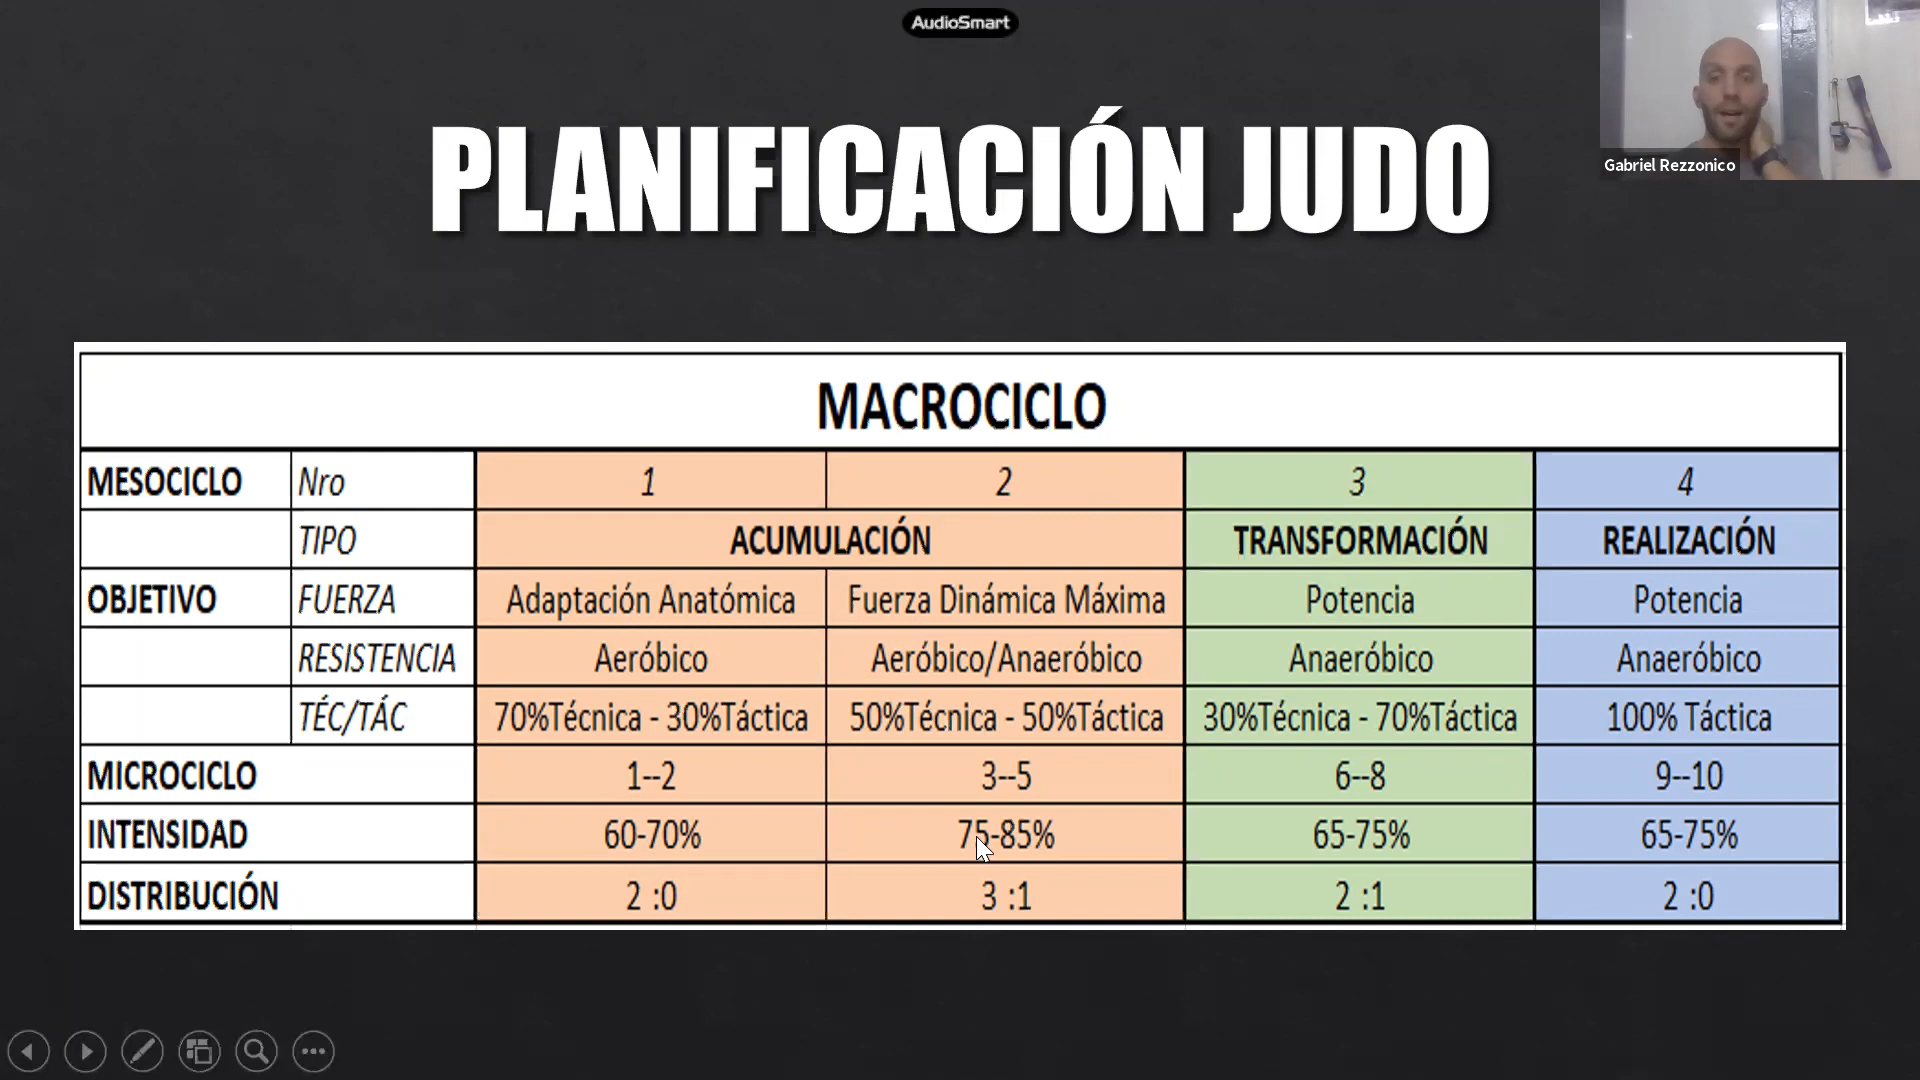 AudioSmart
Gabriel Rezzonico
PLANIFICACIÓN JUDO
MACROCICLO
MESOCICLO Nro 1 2 3 4
TIPO ACUMULACIÓN TRANSFORMACIÓN REALIZACIÓN
OBJETIVO FUERZA Adaptación Anatómica Fuerza Dinámica Máxima Potencia Potencia
RESISTENCIA Aeróbico Aeróbico/Anaeróbico Anaeróbico Anaeróbico
TÉC/TÁC 70%Técnica - 30%Táctica 50%Técnica - 50%Táctica 30%Técnica - 70%Táctica 100% Táctica
MICROCICLO 1--2 3--5 6--8 9--10
INTENSIDAD 60-70% 75-85% 65-75% 65-75%
DISTRIBUCIÓN 2 :0 3 :1 2 :1 2 :0